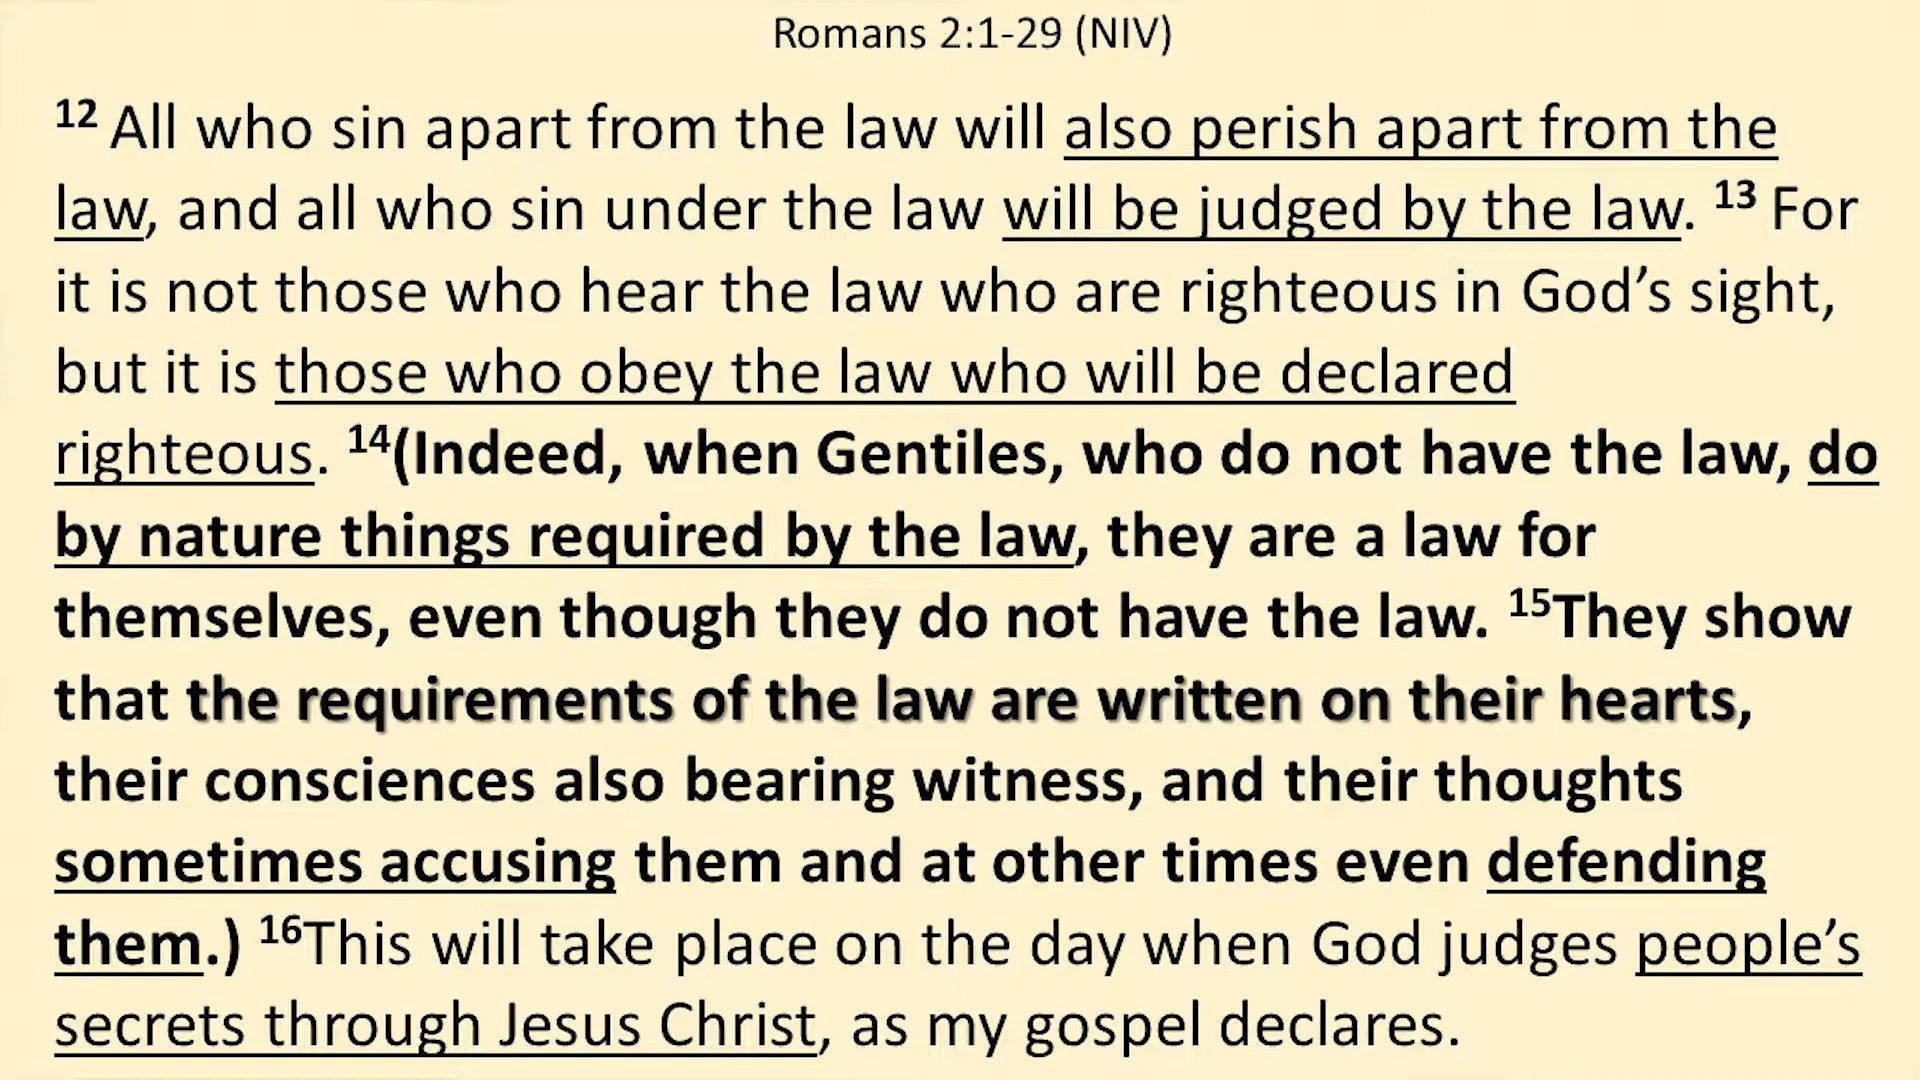 Romans 2:1-29 (NIV)
12 All who sin apart from the law will also perish apart from the
law, and all who sin under the law will be judged by the law. 13 For
it is not those who hear the law who are righteous in God’s sight,
but it is those who obey the law who will be declared
righteous. 14(Indeed, when Gentiles, who do not have the law, do
by nature things required by the law, they are a law for
themselves, even though they do not have the law. 15They show
that the requirements of the law are written on their hearts,
their consciences also bearing witness, and their thoughts
sometimes accusing them and at other times even defending
them.) 16This will take place on the day when God judges people’s
secrets through Jesus Christ, as my gospel declares.